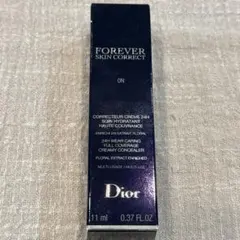 FOREVER
SKIN CORRECT
0N
CORRECTEUR CRÈME 24H
SOIN HYDRATANT
HAUTE COUVRANCE
24H WEAR CARING
FULL COVERAGE
CREAMY CONCEALER
FLORAL EXTRACT ENRICHED
Dior
11 ml 0.37 FL.OZ